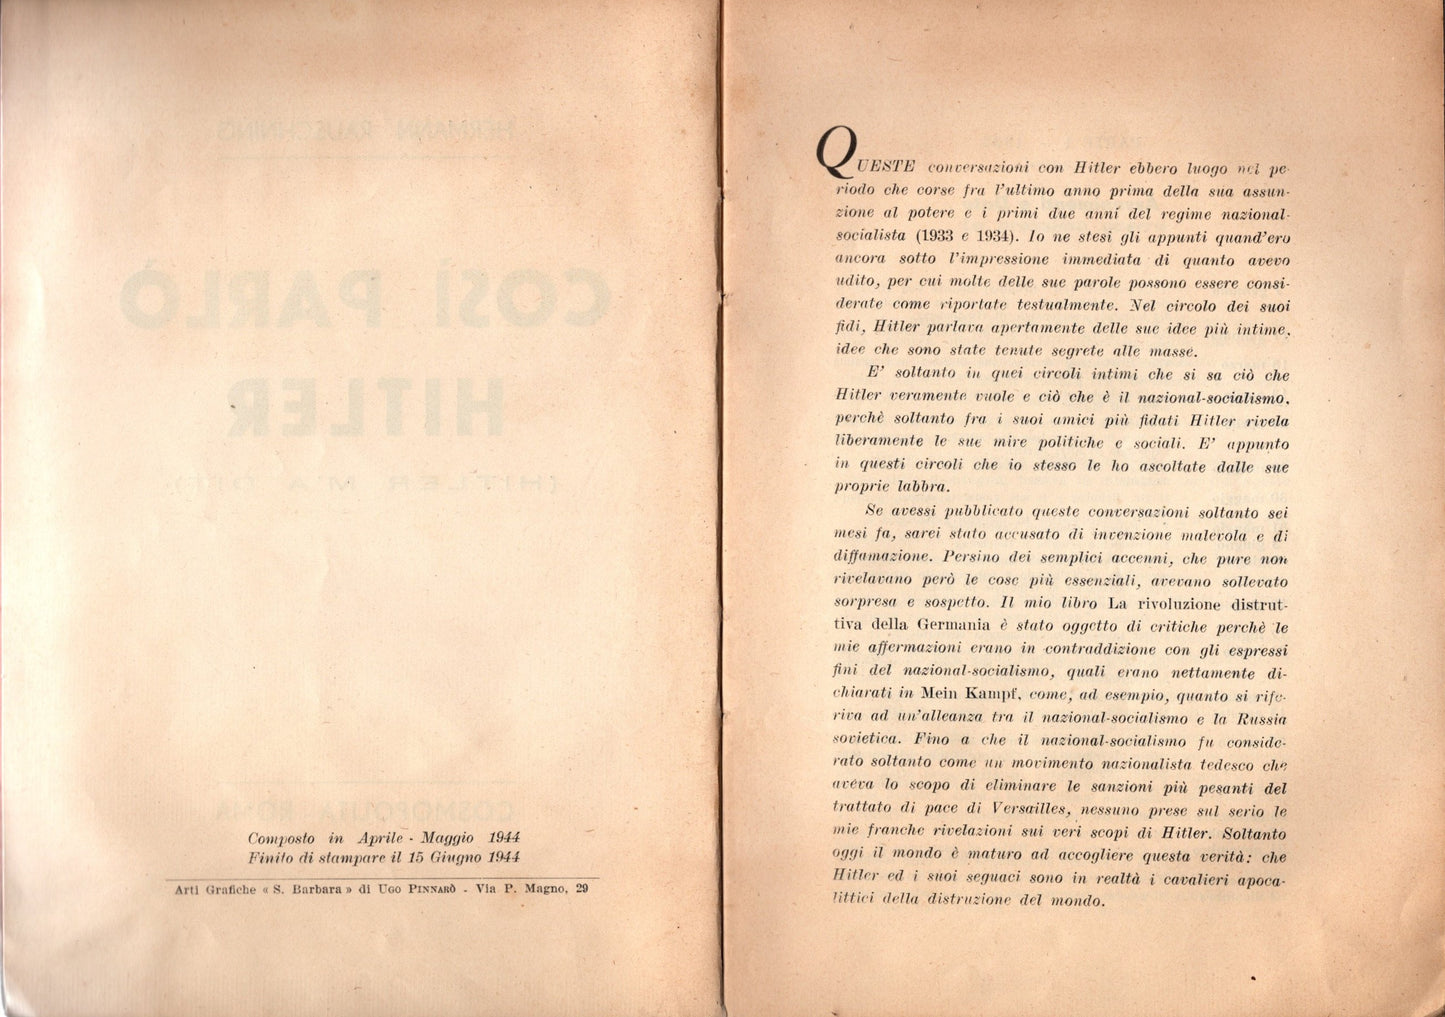 Composto in Aprile - Maggio 1944
Finito di stampare il 15 Giugno 1944
Arti Grafiche « S. Barbara » di Ugo Pinnarò - Via P. Magno, 29
QUESTE conversazioni con Hitler ebbero luogo nel pe-
riodo che corse fra l'ultimo anno prima della sua assun-
zione al potere e i primi due anni del regime nazional-
socialista (1933 e 1934). Io ne stesi gli appunti quand'ero
ancora sotto l'impressione immediata di quanto avevo
udito, per cui molte delle sue parole possono essere consi-
derate come riportate testualmente. Nel circolo dei suoi
fidi, Hitler parlava apertamente delle sue idee più intime,
idee che sono state tenute segrete alle masse.
E' soltanto in quei circoli intimi che si sa ciò che
Hitler veramente vuole e ciò che è il nazional-socialismo,
perchè soltanto fra i suoi amici più fidati Hitler rivela
liberamente le sue mire politiche e sociali. E' appunto
in questi circoli che io stesso le ho ascoltate dalle sue
proprie labbra.
Se avessi pubblicato queste conversazioni soltanto sei
mesi fa, sarei stato accusato di invenzione malevola e di
diffamazione. Persino dei semplici accenni, che pure non
rivelavano però le cose più essenziali, avevano sollevato
sorpresa e sospetto. Il mio libro La rivoluzione distrut-
tiva della Germania è stato oggetto di critiche perchè le
mie affermazioni erano in contraddizione con gli espressi
fini del nazional-socialismo, quali erano nettamente di-
chiarati in Mein Kampf, come, ad esempio, quanto si rife-
riva ad un'alleanza tra il nazional-socialismo e la Russia
sovietica. Fino a che il nazional-socialismo fu conside-
rato soltanto come un movimento nazionalista tedesco che
aveva lo scopo di eliminare le sanzioni più pesanti del
trattato di pace di Versailles, nessuno prese sul serio le
mie franche rivelazioni sui veri scopi di Hitler. Soltanto
oggi il mondo è maturo ad accogliere questa verità: che
Hitler ed i suoi seguaci sono in realtà i cavalieri apoca-
littici della distruzione del mondo.
HERMANN RAUSCHNING
COSÌ PARLÒ
HITLER
(HITLER M'A DIT)
COSMOPOLITA ROMA